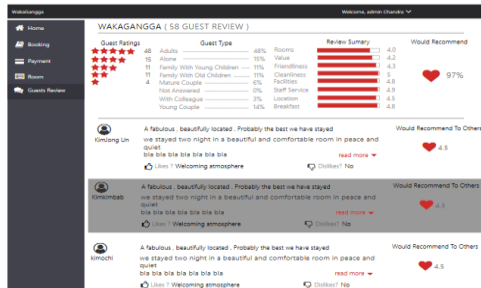 Wakatiangga Welcome, admin Chandra
Home
Booking
Payment
Room
Guests Review
WAKAGANGGA ( 58 GUEST REVIEW )
Guest Ratings Guest Type Review Sumary Would Recommend
48 Adults 48% Rooms 4.0
15 Alone 15% Value 4.2
11 Family With Young Children 11% Friendliness 4.3
11 Family With Old Children 11% Cleanliness 5
4 Mature Couple 6% Facilities 4.8
Not Answered 0% Staff Service 4.9
With Colleague 3% Location 4.5
Young Couple 14% Breakfast 4.8
97%
A fabulous . beautifully located . Probably the best we have stayed Would Recommend To Others
KimJong Un we stayed two night in a beautiful and comfortable room in peace and
quiet
bla bla bla bla bla bla bla read more 4.5
Likes ? Welcoming atmosphere Dislikes? No
A fabulous . beautifully located . Probably the best we have stayed Would Recommend To Others
Kimkimbab we stayed two night in a beautiful and comfortable room in peace and
quiet
bla bla bla bla bla bla bla read more 4.5
Likes ? Welcoming atmosphere Dislikes? No
A fabulous . beautifully located . Probably the best we have stayed Would Recommend To Others
kimochi we stayed two night in a beautiful and comfortable room in peace and
quiet
bla bla bla bla bla bla bla read more 4.5
Likes ? Welcoming atmosphere Dislikes? No